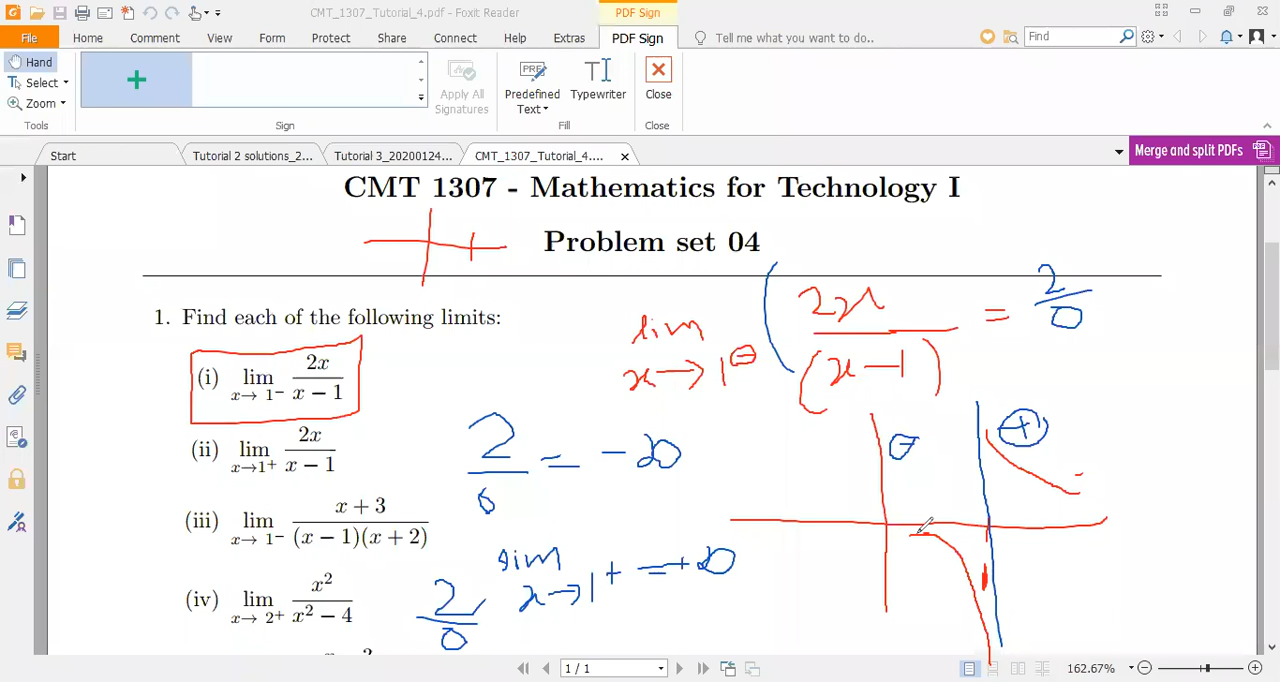 CMT_1307_Tutorial_4.pdf - Foxit Reader
PDF Sign
File Home Comment View Form Protect Share Connect Help Extras PDF Sign Tell me what you want to do.. Find
Hand
Select
Zoom
Apply All Signatures
PRE Predefined Text
Typewriter
Close
Tools Sign Fill Close
Start Tutorial 2 solutions_2... Tutorial 3_20200124... CMT_1307_Tutorial_4.... Merge and split PDFs
CMT 1307 - Mathematics for Technology I
Problem set 04
1. Find each of the following limits:
(i) lim x→ 1⁻ 2x / x − 1
(ii) lim x→1⁺ 2x / x − 1
(iii) lim x→ 1⁻ x + 3 / (x − 1)(x + 2)
(iv) lim x→ 2⁺ x² / x² − 4
lim x→1⁻ 2x / (x−1) = 2/0
2/0 = −∞
lim x→1⁺ = +∞
2/0
+
1 / 1
162.67%